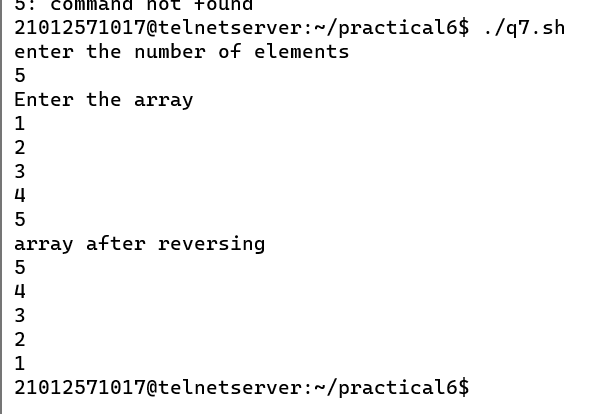 5: command not found
21012571017@telnetserver:~/practical6$ ./q7.sh
enter the number of elements
5
Enter the array
1
2
3
4
5
array after reversing
5
4
3
2
1
21012571017@telnetserver:~/practical6$